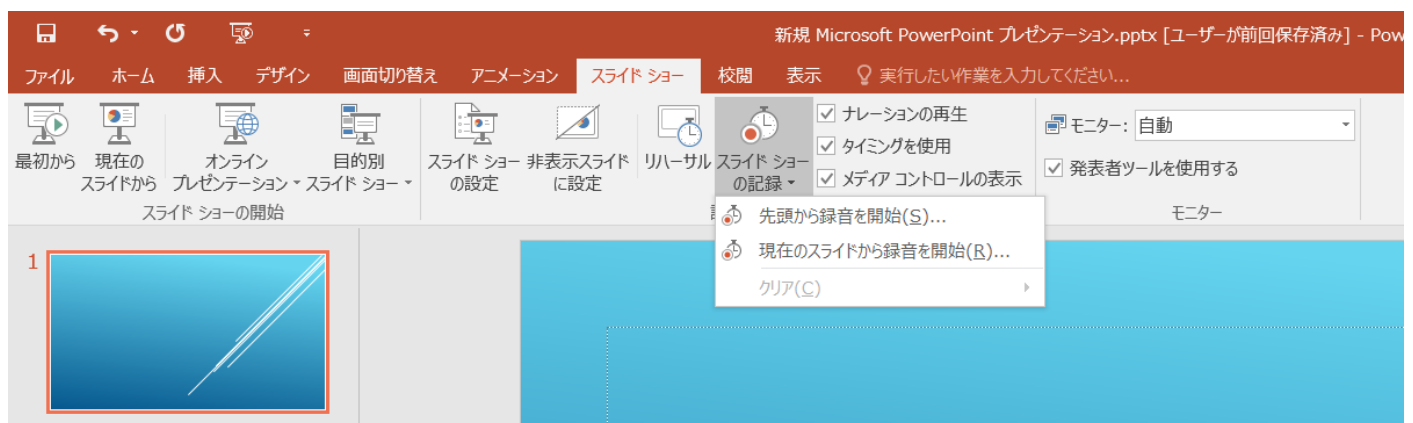 新規 Microsoft PowerPoint プレゼンテーション.pptx [ユーザーが前回保存済み] - Pow
ファイル ホーム 挿入 デザイン 画面切り替え アニメーション スライド ショー 校閲 表示 実行したい作業を入力してください...
最初から
現在の
スライドから
オンライン
プレゼンテーション
目的別
スライド ショー
スライド ショー
の設定
非表示スライド
に設定
リハーサル
スライド ショー
の記録
ナレーションの再生
タイミングを使用
メディア コントロールの表示
モニター: 自動
発表者ツールを使用する
スライド ショーの開始
モニター
先頭から録音を開始(S)...
現在のスライドから録音を開始(R)...
クリア(C)
1